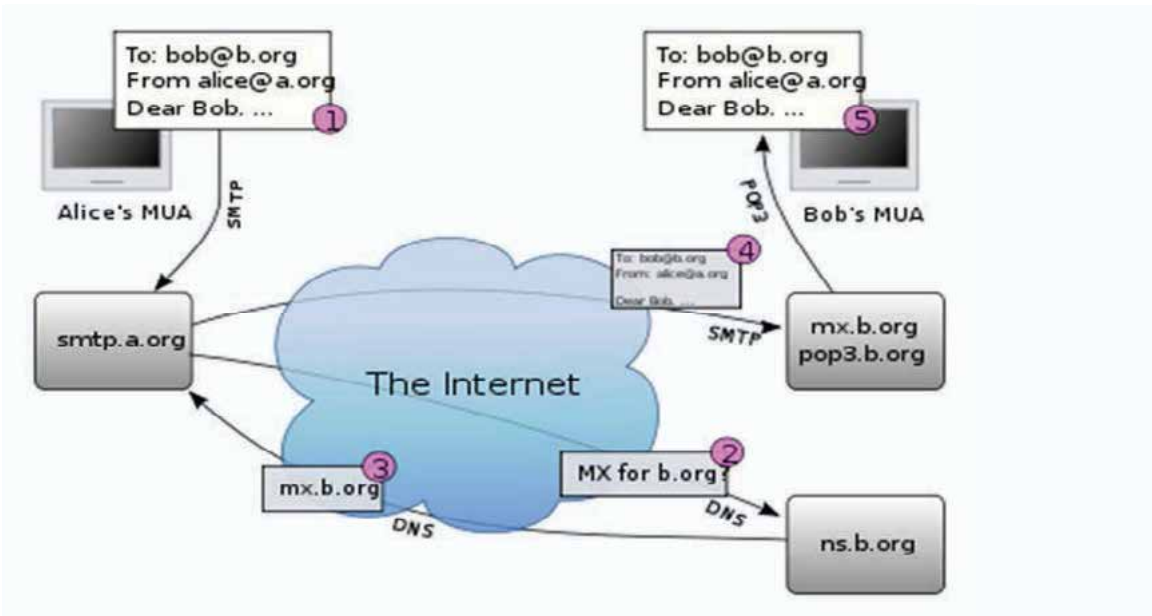 To: bob@b.org
From alice@a.org
Dear Bob. ...
1
Alice's MUA
SMTP
To: bob@b.org
From alice@a.org
Dear Bob. ...
5
Bob's MUA
POP3
To: bob@b.org
From: alice@a.org
Dear Bob. ...
4
SMTP
smtp.a.org
mx.b.org
pop3.b.org
The Internet
MX for b.org?
2
DNS
mx.b.org
3
DNS
ns.b.org